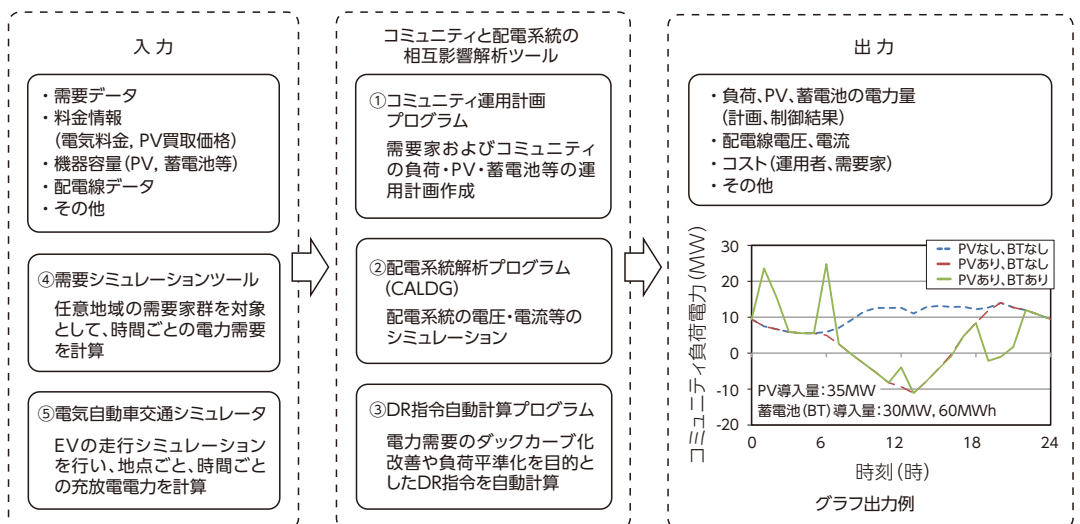 入 力
・需要データ
・料金情報
(電気料金, PV買取価格)
・機器容量(PV, 蓄電池等)
・配電線データ
・その他
④需要シミュレーションツール
任意地域の需要家群を対象
として、時間ごとの電力需要
を計算
⑤電気自動車交通シミュレータ
EVの走行シミュレーション
を行い、地点ごと、時間ごと
の充放電電力を計算
コミュニティと配電系統の
相互影響解析ツール
①コミュニティ運用計画
プログラム
需要家およびコミュニティ
の負荷・PV・蓄電池等の運
用計画作成
②配電系統解析プログラム
(CALDG)
配電系統の電圧・電流等の
シミュレーション
③DR指令自動計算プログラム
電力需要のダックカーブ化
改善や負荷平準化を目的と
したDR指令を自動計算
出 力
・負荷、PV、蓄電池の電力量
(計画、制御結果)
・配電線電圧、電流
・コスト(運用者、需要家)
・その他
コミュニティ負荷電力(MW)
30
20
10
0
-10
-20
PVなし、BTなし
PVあり、BTなし
PVあり、BTあり
PV導入量:35MW
蓄電池(BT)導入量:30MW, 60MWh
0 6 12 18 24
時刻(時)
グラフ出力例